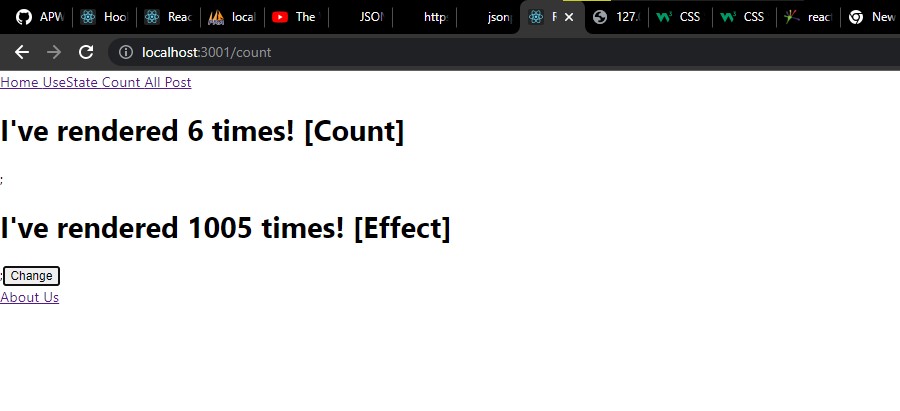 APW
Hool
Reac
local
The
JSON
http:
json
R
127.
CSS
CSS
reac
New
localhost:3001/count
Home UseState Count All Post
I've rendered 6 times! [Count]
;
I've rendered 1005 times! [Effect]
;Change
About Us